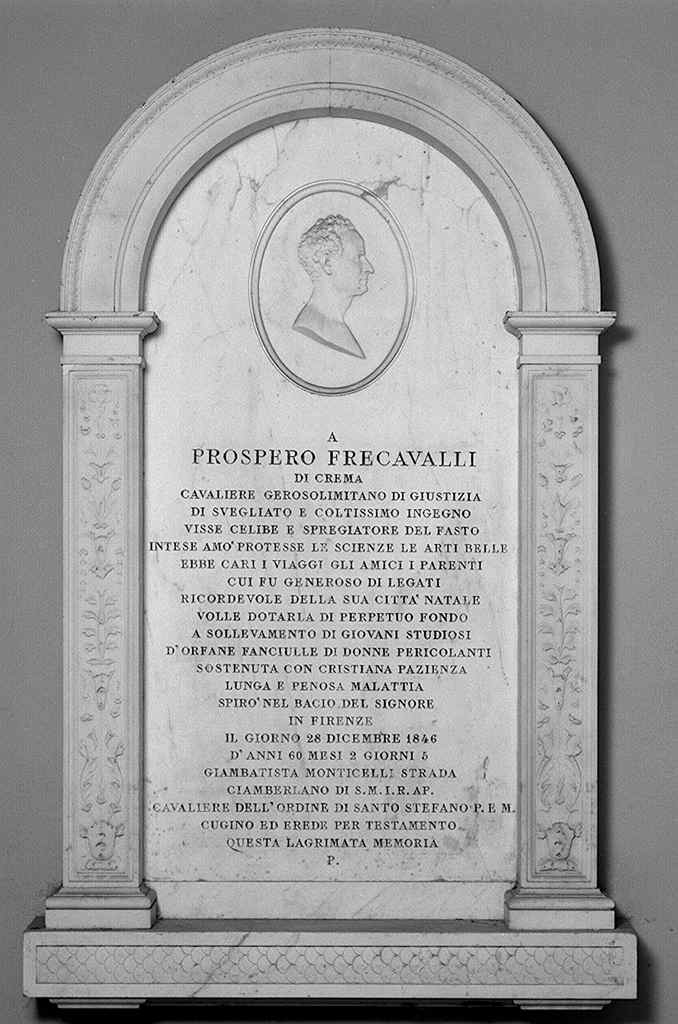 A
PROSPERO FRECAVALLI
DI CREMA
CAVALIERE GEROSOLIMITANO DI GIUSTIZIA
DI SVEGLIATO E COLTISSIMO INGEGNO
VISSE CELIBE E SPREGIATORE DEL FASTO
INTESE AMO' PROTESSE LE SCIENZE LE ARTI BELLE
EBBE CARI I VIAGGI GLI AMICI I PARENTI
CUI FU GENEROSO DI LEGATI
RICORDEVOLE DELLA SUA CITTA' NATALE
VOLLE DOTARLA DI PERPETUO FONDO
A SOLLEVAMENTO DI GIOVANI STUDIOSI
D'ORFANE FANCIULLE DI DONNE PERICOLANTI
SOSTENUTA CON CRISTIANA PAZIENZA
LUNGA E PENOSA MALATTIA
SPIRO' NEL BACIO DEL SIGNORE
IN FIRENZE
IL GIORNO 28 DICEMBRE 1846
D'ANNI 60 MESI 2 GIORNI 5
GIAMBATISTA MONTICELLI STRADA
CIAMBERLANO DI S.M.I.R.AP.
CAVALIERE DELL'ORDINE DI SANTO STEFANO P. E M.
CUGINO ED EREDE PER TESTAMENTO
QUESTA LAGRIMATA MEMORIA
P.